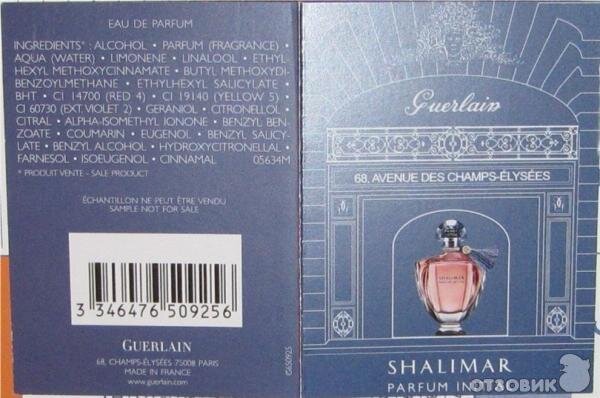 EAU DE PARFUM
INGREDIENTS* : ALCOHOL • PARFUM (FRAGRANCE) •
AQUA (WATER) • LIMONENE • LINALOOL • ETHYL-
HEXYL METHOXYCINNAMATE • BUTYL METHOXYDI-
BENZOYLMETHANE • ETHYLHEXYL SALICYLATE •
BHT • CI 14700 (RED 4) • CI 19140 (YELLOW 5) •
CI 60730 (EXT. VIOLET 2) • GERANIOL • CITRONELLOL •
CITRAL • ALPHA-ISOMETHYL IONONE • BENZYL BEN-
ZOATE • COUMARIN • EUGENOL • BENZYL SALICY-
LATE • BENZYL ALCOHOL • HYDROXYCITRONELLAL •
FARNESOL • ISOEUGENOL • CINNAMAL 05634M
* PRODUIT VENTE - SALE PRODUCT
ÉCHANTILLON NE PEUT ÊTRE VENDU
SAMPLE NOT FOR SALE
3 346476 509256
GUERLAIN
68, CHAMPS-ÉLYSÉES 75008 PARIS
MADE IN FRANCE
www.guerlain.com
G650925
Guerlain
68, AVENUE DES CHAMPS-ÉLYSÉES
SHALIMAR
PARFUM INITIAL
отзовик